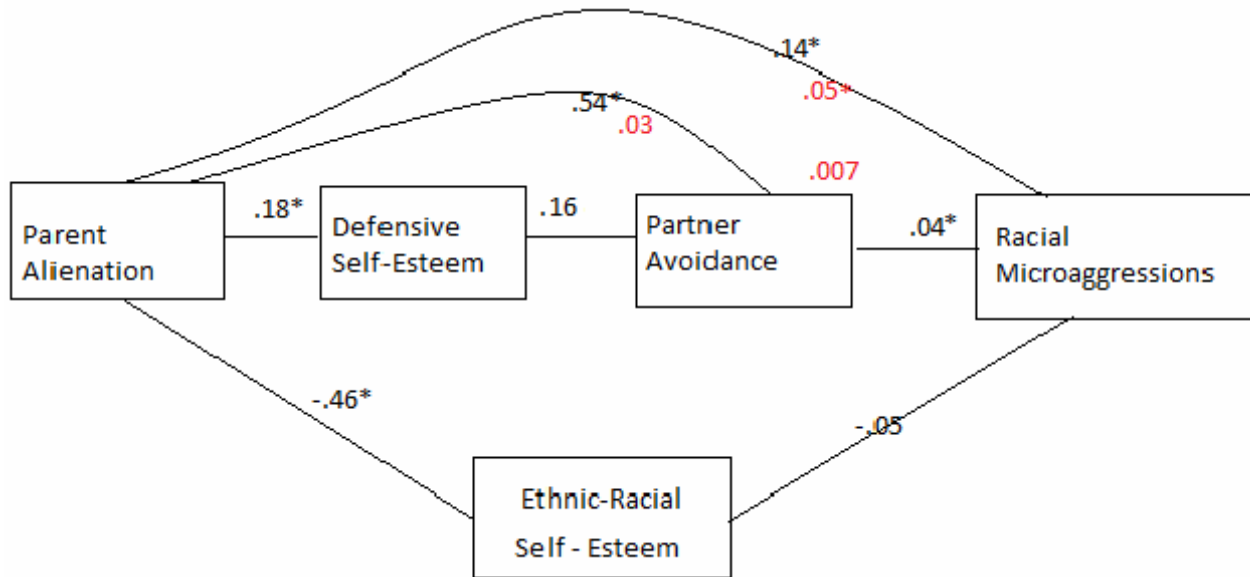 .14*
.05*
.54*
.03
.007
.18*
.16
.04*
Parent
Alienation
Defensive
Self-Esteem
Partner
Avoidance
Racial
Microaggressions
-.46*
-.05
Ethnic-Racial
Self - Esteem